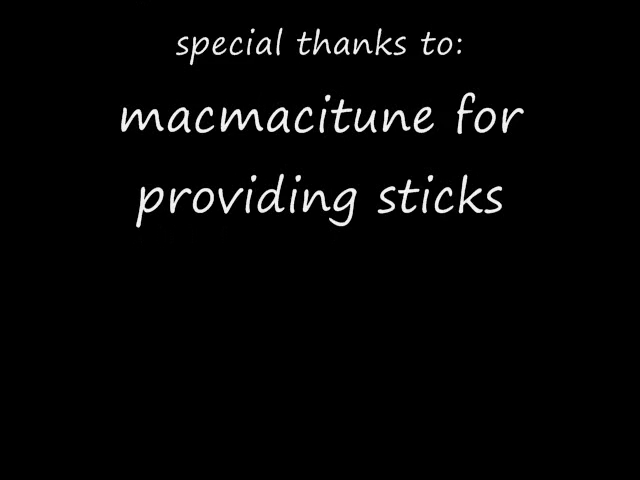 special thanks to:
macmacitune for
providing sticks